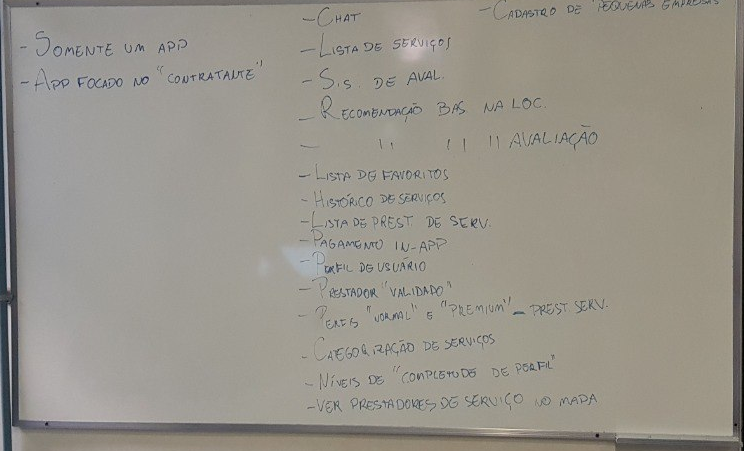 - SOMENTE UM APP
- APP FOCADO NO "CONTRATANTE"
- CHAT
- LISTA DE SERVIÇOS
- SIS. DE AVAL.
- RECOMENDAÇÃO BAS. NA LOC.
- " " " AVALIAÇÃO
- LISTA DE FAVORITOS
- HISTÓRICO DE SERVIÇOS
- LISTA DE PREST. DE SERV.
- PAGAMENTO IN-APP
- PERFIL DE USUÁRIO
- PRESTADOR "VALIDADO"
- PERFIS "NORMAL" E "PREMIUM" - PREST. SERV.
- CATEGORIZAÇÃO DE SERVIÇOS
- NÍVEIS DE "COMPLETUDE DE PERFIL"
- VER PRESTADORES DE SERVIÇO NO MAPA
- CADASTRO DE "PEQUENAS EMPRESAS